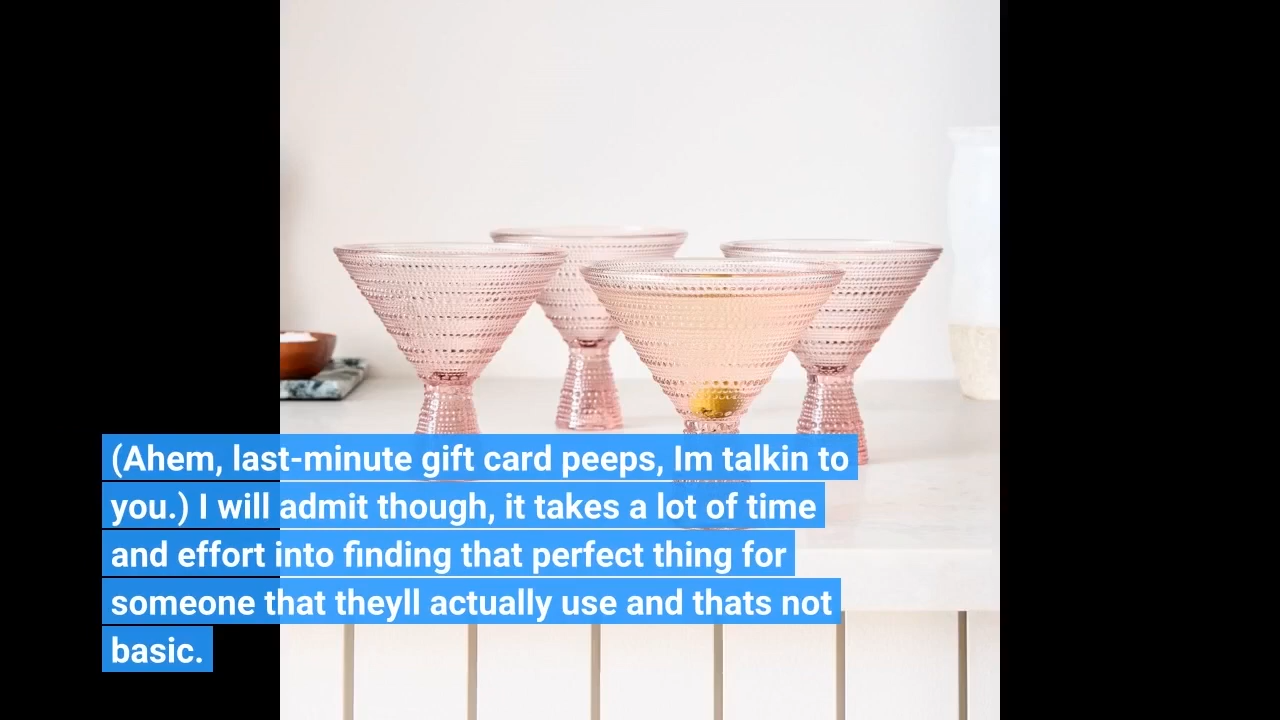 (Ahem, last-minute gift card peeps, Im talkin to
you.) I will admit though, it takes a lot of time
and effort into finding that perfect thing for
someone that theyll actually use and thats not
basic.